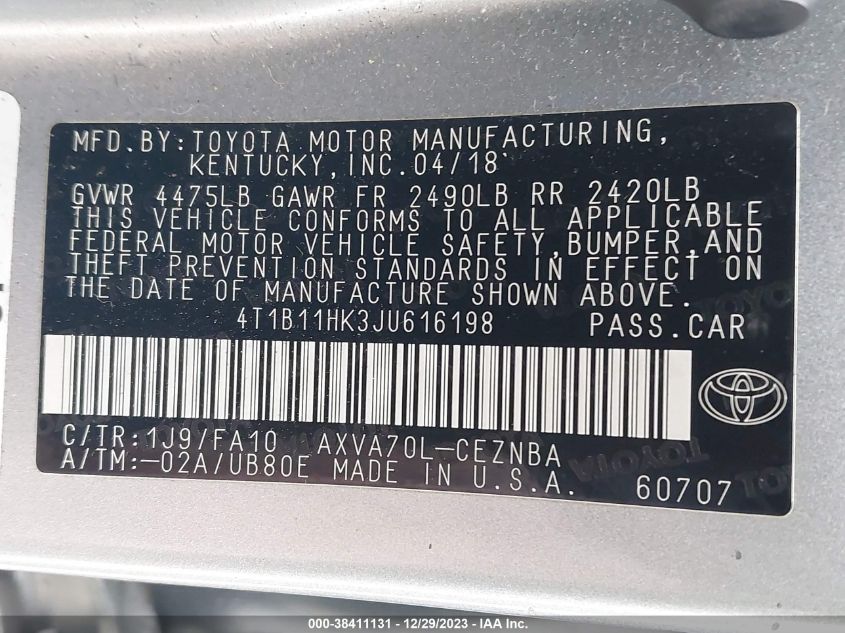 MFD.BY:TOYOTA MOTOR MANUFACTURING,
KENTUCKY,INC.04/18
GVWR 4475LB GAWR FR 2490LB RR 2420LB
THIS VEHICLE CONFORMS TO ALL APPLICABLE
FEDERAL MOTOR VEHICLE SAFETY,BUMPER,AND
THEFT PREVENTION STANDARDS IN EFFECT ON
THE DATE OF MANUFACTURE SHOWN ABOVE.
4T1B11HK3JU616198 PASS.CAR
C/TR:1J9/FA10 AXVA70L-CEZNBA
A/TM:-02A/UB80E MADE IN U.S.A. 60707
000-38411131 - 12/29/2023 - IAA Inc.